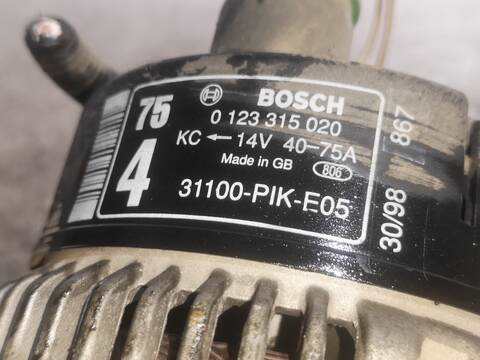 75
4
BOSCH
0 123 315 020
KC ← 14V 40-75A
Made in GB 806
31100-PIK-E05
30/98 867